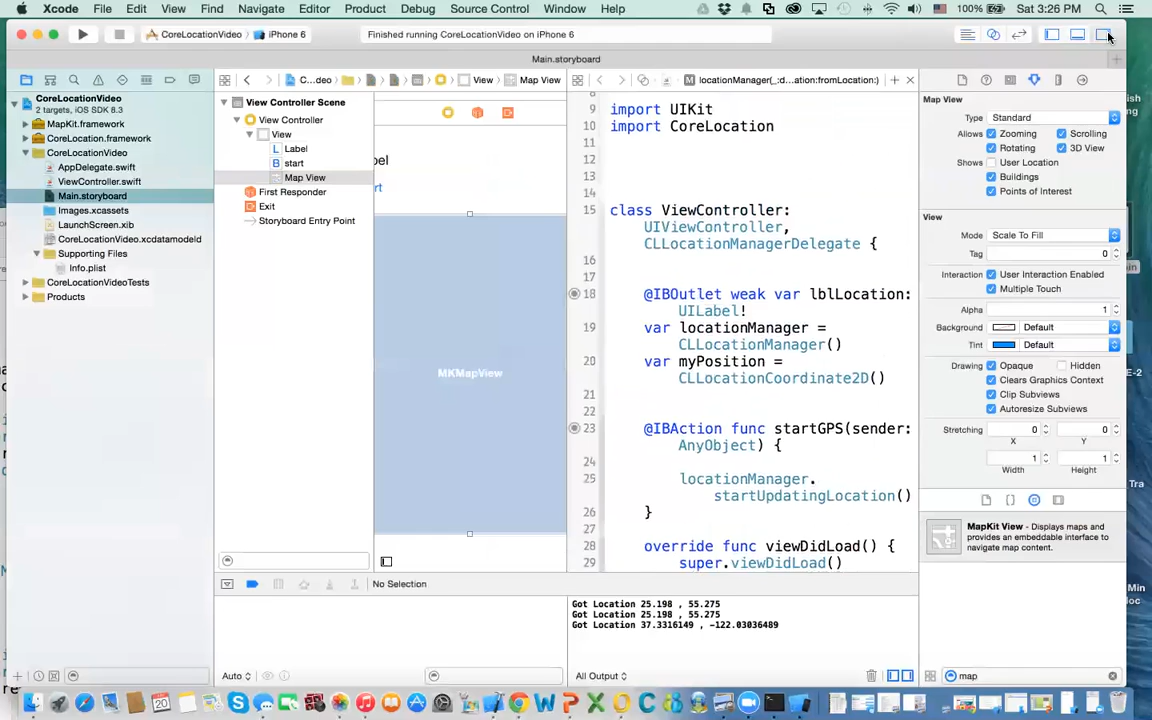 Xcode File Edit View Find Navigate Editor Product Debug Source Control Window Help 100% Sat 3:26 PM
CoreLocationVideo iPhone 6 Finished running CoreLocationVideo on iPhone 6
Main.storyboard
C...deo View Map View locationManager(_:d...ation:fromLocation:)
CoreLocationVideo
2 targets, iOS SDK 8.3
MapKit.framework
CoreLocation.framework
CoreLocationVideo
AppDelegate.swift
ViewController.swift
Main.storyboard
Images.xcassets
LaunchScreen.xib
CoreLocationVideo.xcdatamodeld
Supporting Files
Info.plist
CoreLocationVideoTests
Products
View Controller Scene
View Controller
View
Label
start
Map View
First Responder
Exit
Storyboard Entry Point
MKMapView
8
9 import UIKit
10 import CoreLocation
11
12
13
14
15 class ViewController:
UIViewController,
CLLocationManagerDelegate {
16
17
18 @IBOutlet weak var lblLocation:
UILabel!
19 var locationManager =
CLLocationManager()
20 var myPosition =
CLLocationCoordinate2D()
21
22
23 @IBAction func startGPS(sender:
AnyObject) {
24
25 locationManager.
startUpdatingLocation()
26 }
27
28 override func viewDidLoad() {
29 super.viewDidLoad()
Map View
Type Standard
Allows Zooming Scrolling
Rotating 3D View
Shows User Location
Buildings
Points of Interest
View
Mode Scale To Fill
Tag 0
Interaction User Interaction Enabled
Multiple Touch
Alpha 1
Background Default
Tint Default
Drawing Opaque Hidden
Clears Graphics Context
Clip Subviews
Autoresize Subviews
Stretching 0 0
X Y
1 1
Width Height
MapKit View - Displays maps and
provides an embeddable interface to
navigate map content.
No Selection
Got Location 25.198 , 55.275
Got Location 25.198 , 55.275
Got Location 37.3316149 , -122.03036489
Auto All Output map